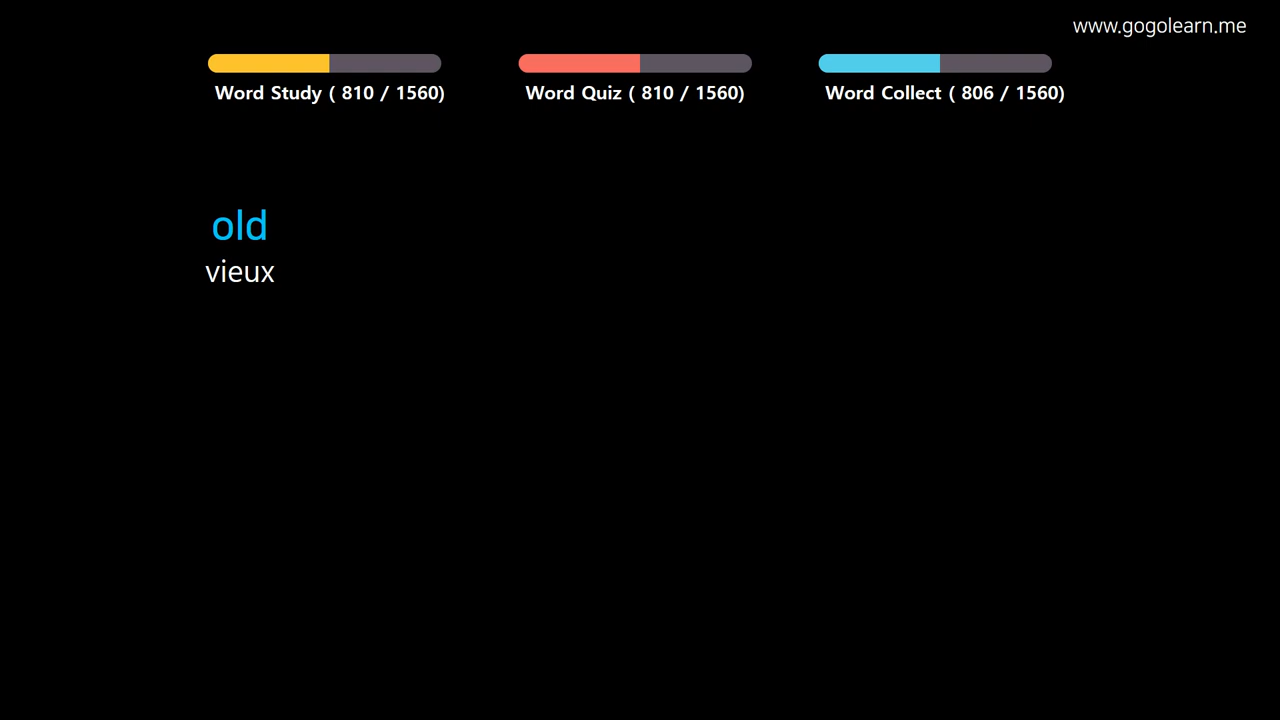 www.gogolearn.me
Word Study ( 810 / 1560)
Word Quiz ( 810 / 1560)
Word Collect ( 806 / 1560)
old
vieux